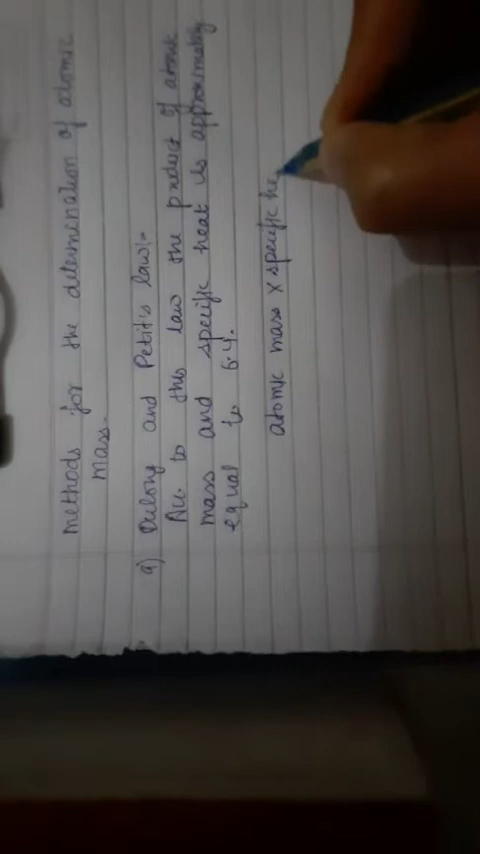 Methods for the determination of atomic
mass.
a) Dulong and Petit's law:-
Acc. to this law the product of atomic
mass and specific heat is approximately
equal to 6.4.
atomic mass x specific he